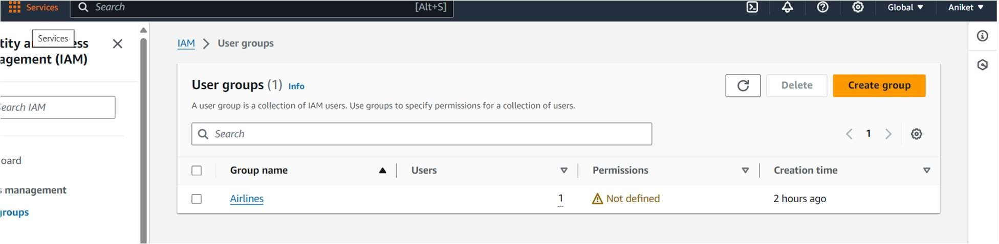 Services
Search [Alt+S]
Global
Aniket
Services
tity a ess
agement (IAM)
earch IAM
oard
s management
groups
IAM > User groups
User groups (1) Info
Delete
Create group
A user group is a collection of IAM users. Use groups to specify permissions for a collection of users.
Search
1
Group name Users Permissions Creation time
Airlines 1 Not defined 2 hours ago